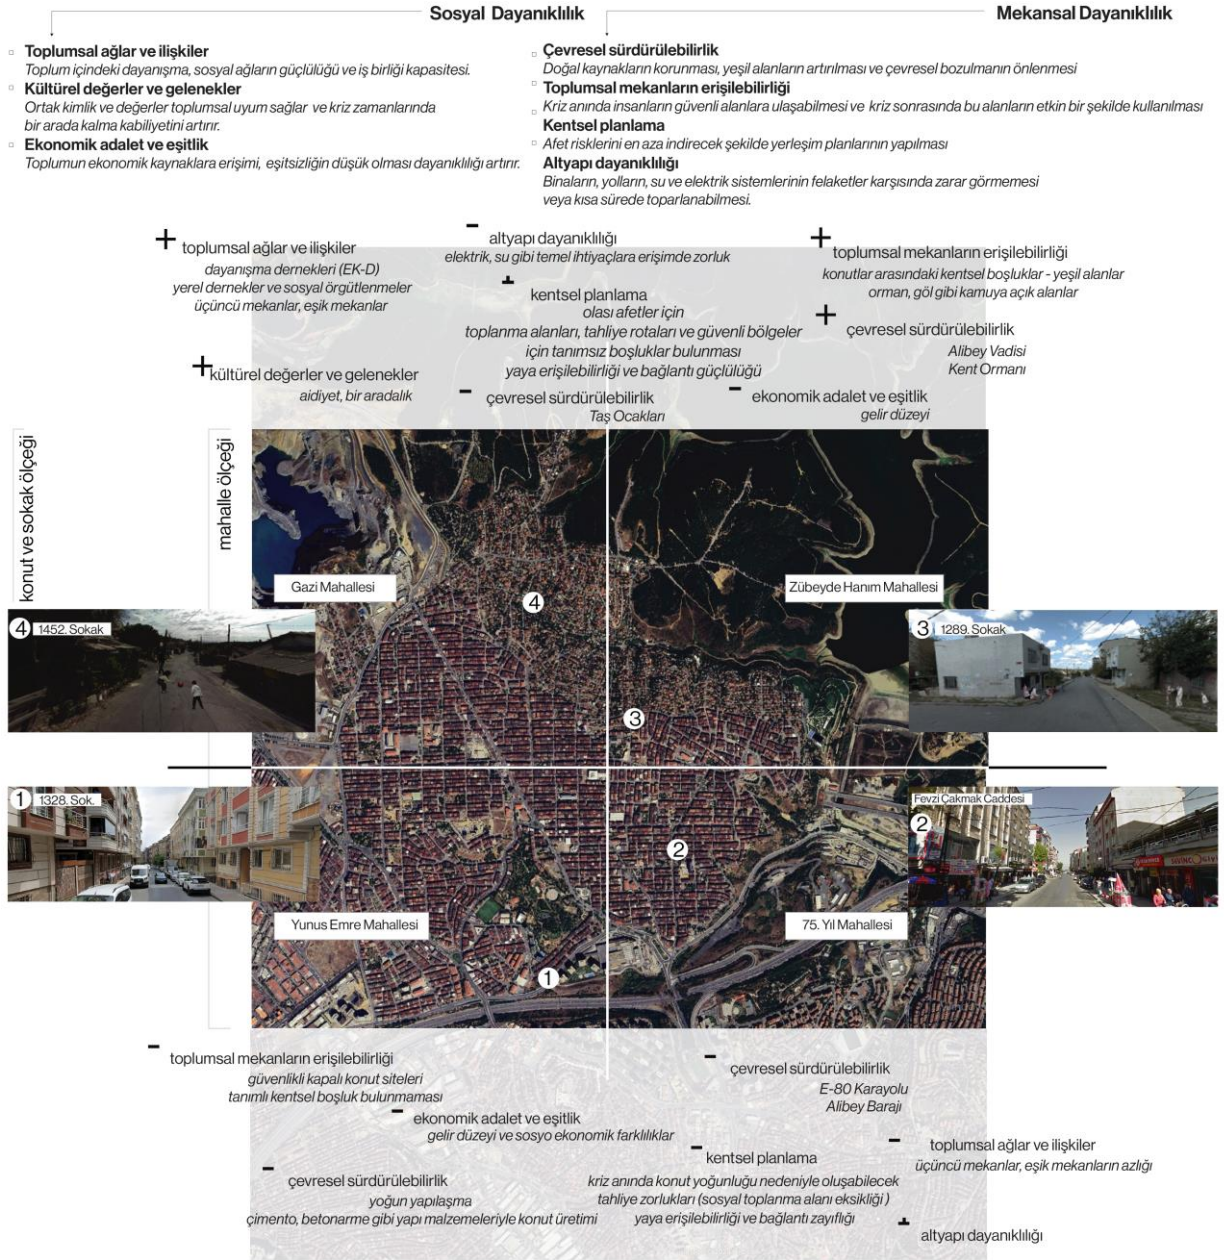 Sosyal Dayanıklılık
Toplumsal ağlar ve ilişkiler
Toplum içindeki dayanışma, sosyal ağların güçlülüğü ve iş birliği kapasitesi.
Kültürel değerler ve gelenekler
Ortak kimlik ve değerler toplumsal uyum sağlar ve kriz zamanlarında
bir arada kalma kabiliyetini artırır.
Ekonomik adalet ve eşitlik
Toplumun ekonomik kaynaklara erişimi, eşitsizliğin düşük olması dayanıklılığı artırır.
Mekansal Dayanıklılık
Çevresel sürdürülebilirlik
Doğal kaynakların korunması, yeşil alanların artırılması ve çevresel bozulmanın önlenmesi
Toplumsal mekanların erişilebilirliği
Kriz anında insanların güvenli alanlara ulaşabilmesi ve kriz sonrasında bu alanların etkin bir şekilde kullanılması
Kentsel planlama
Afet risklerini en aza indirecek şekilde yerleşim planlarının yapılması
Altyapı dayanıklılığı
Binaların, yolların, su ve elektrik sistemlerinin felaketler karşısında zarar görmemesi
veya kısa sürede toparlanabilmesi.
+ toplumsal ağlar ve ilişkiler
dayanışma dernekleri (EK-D)
yerel dernekler ve sosyal örgütlenmeler
üçüncü mekanlar, eşik mekanlar
- altyapı dayanıklılığı
elektrik, su gibi temel ihtiyaçlara erişimde zorluk
kentsel planlama
olası afetler için
toplanma alanları, tahliye rotaları ve güvenli bölgeler
için tanımsız boşluklar bulunması
yaya erişilebilirliği ve bağlantı güçlülüğü
+ toplumsal mekanların erişilebilirliği
konutlar arasındaki kentsel boşluklar - yeşil alanlar
orman, göl gibi kamuya açık alanlar
+ çevresel sürdürülebilirlik
Alibey Vadisi
Kent Ormanı
+ kültürel değerler ve gelenekler
aidiyet, bir aradalık
- çevresel sürdürülebilirlik
Taş Ocakları
- ekonomik adalet ve eşitlik
gelir düzeyi
konut ve sokak ölçeği
mahalle ölçeği
Gazi Mahallesi
Zübeyde Hanım Mahallesi
4
4 1452. Sokak
3 1289. Sokak
3
1 1328. Sok.
Fevzi Çakmak Caddesi
2
2
Yunus Emre Mahallesi
75. Yıl Mahallesi
1
- toplumsal mekanların erişilebilirliği
güvenlikli kapalı konut siteleri
tanımlı kentsel boşluk bulunmaması
- ekonomik adalet ve eşitlik
gelir düzeyi ve sosyo ekonomik farklılıklar
- çevresel sürdürülebilirlik
yoğun yapılaşma
çimento, betonarme gibi yapı malzemeleriyle konut üretimi
- çevresel sürdürülebilirlik
E-80 Karayolu
Alibey Barajı
- toplumsal ağlar ve ilişkiler
üçüncü mekanlar, eşik mekanların azlığı
- kentsel planlama
kriz anında konut yoğunluğu nedeniyle oluşabilecek
tahliye zorlukları (sosyal toplanma alanı eksikliği )
yaya erişilebilirliği ve bağlantı zayıflığı
altyapı dayanıklılığı